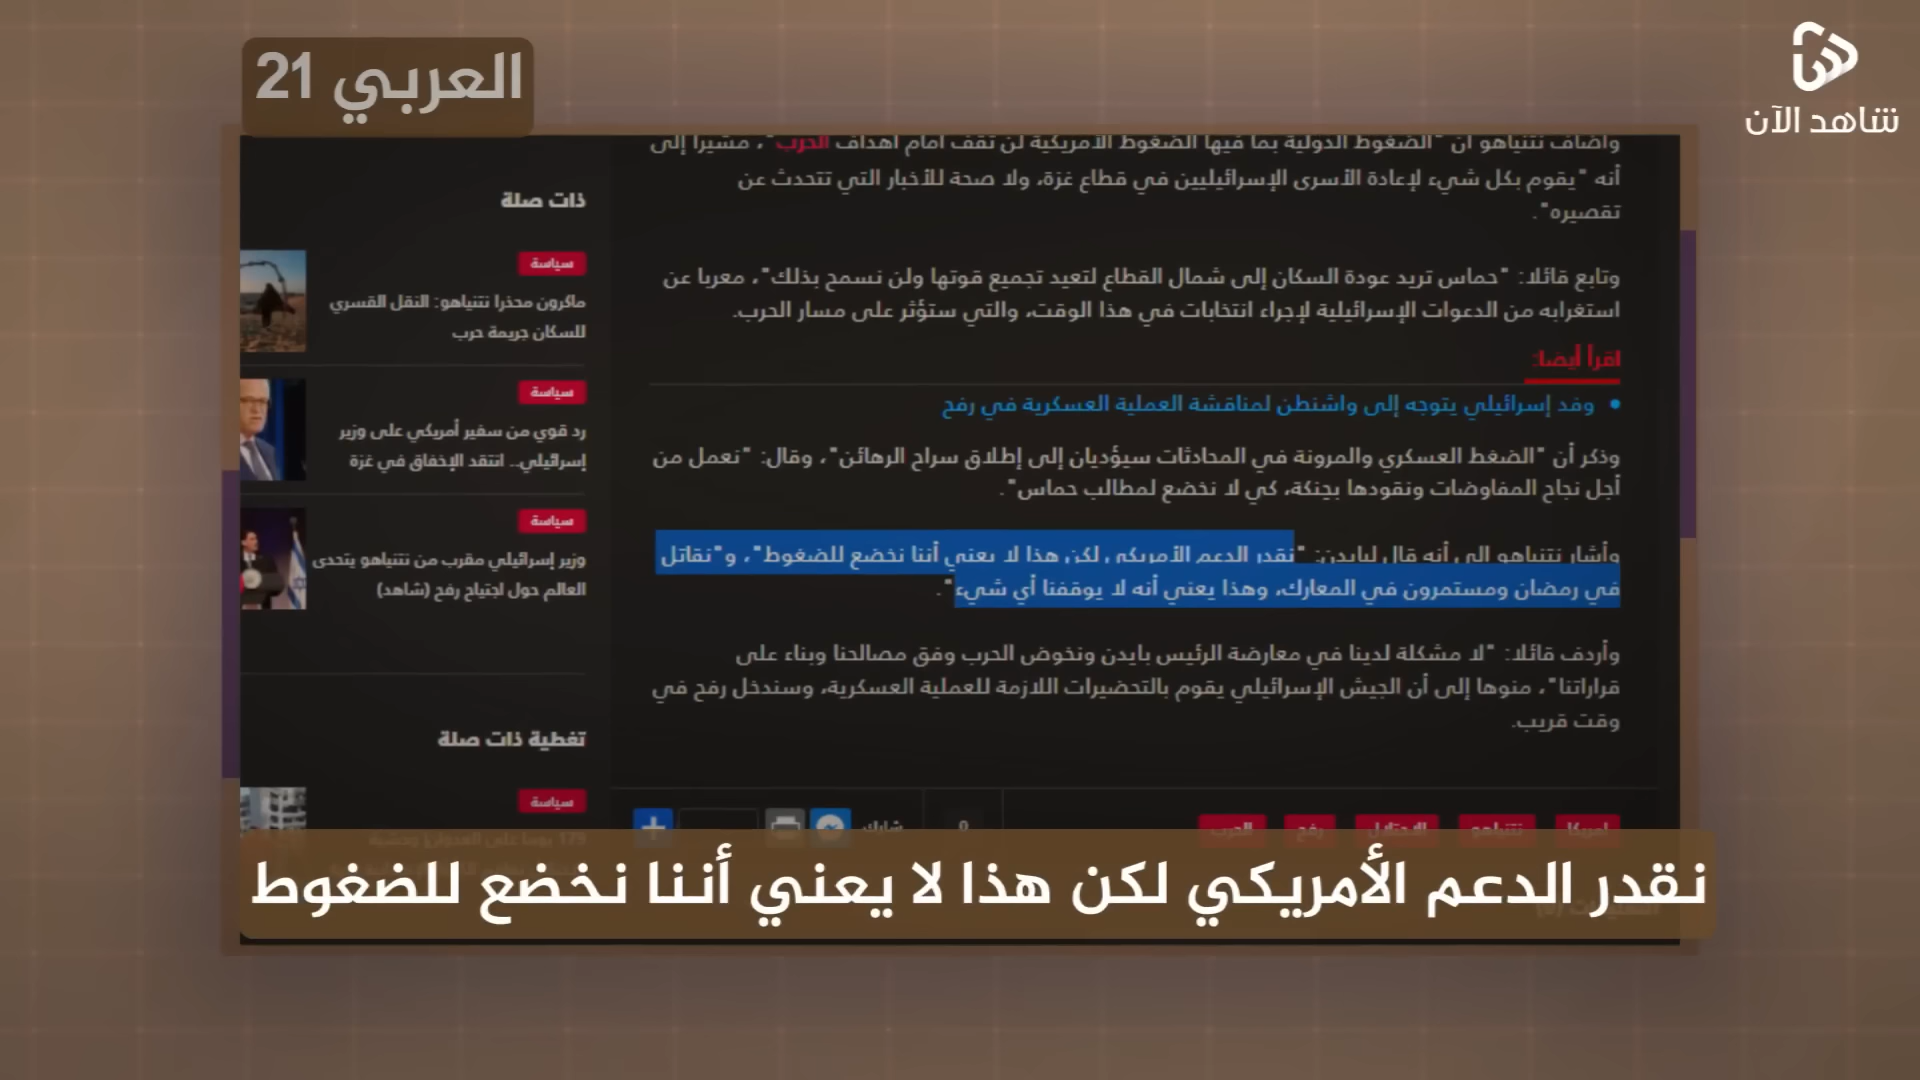 العربي 21
شاهد الآن
وأضاف نتنياهو أن "الضغوط الدولية بما فيها الضغوط الأمريكية لن تقف أمام أهداف الحرب"، مشيرا إلى
أنه "يقوم بكل شيء لإعادة الأسرى الإسرائيليين في قطاع غزة، ولا صحة للأخبار التي تتحدث عن
تقصيره".
وتابع قائلا: "حماس تريد عودة السكان إلى شمال القطاع لتعيد تجميع قوتها ولن نسمح بذلك"، معربا عن
استغرابه من الدعوات الإسرائيلية لإجراء انتخابات في هذا الوقت، والتي ستؤثر على مسار الحرب.
اقرأ أيضا:
وفد إسرائيلي يتوجه إلى واشنطن لمناقشة العملية العسكرية في رفح
وذكر أن "الضغط العسكري والمرونة في المحادثات سيؤديان إلى إطلاق سراح الرهائن"، وقال: "نعمل من
أجل نجاح المفاوضات ونقودها بحنكة، كي لا نخضع لمطالب حماس".
وأشار نتنياهو إلى أنه قال لبايدن: "نقدر الدعم الأمريكي لكن هذا لا يعني أننا نخضع للضغوط"، و"نقاتل
في رمضان ومستمرون في المعارك، وهذا يعني أنه لا يوقفنا أي شيء".
وأردف قائلا: "لا مشكلة لدينا في معارضة الرئيس بايدن ونخوض الحرب وفق مصالحنا وبناء على
قراراتنا"، منوها إلى أن الجيش الإسرائيلي يقوم بالتحضيرات اللازمة للعملية العسكرية، وسندخل رفح في
وقت قريب.
امريكا
نتنياهو
الاحتلال
رفح
الحرب
شارك
ذات صلة
سياسة
ماكرون محذرا نتنياهو: النقل القسري
للسكان جريمة حرب
سياسة
رد قوي من سفير أمريكي على وزير
إسرائيلي.. انتقد الإخفاق في غزة
سياسة
وزير إسرائيلي مقرب من نتنياهو يتحدى
العالم حول اجتياح رفح (شاهد)
تغطية ذات صلة
سياسة
نقدر الدعم الأمريكي لكن هذا لا يعني أننا نخضع للضغوط